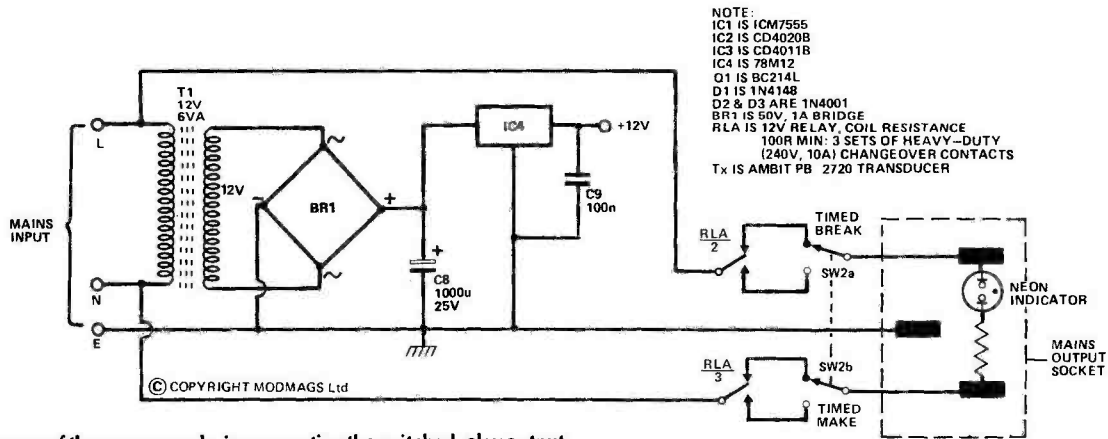 NOTE:
IC1 IS ICM7555
IC2 IS CD4020B
IC3 IS CD4011B
IC4 IS 78M12
Q1 IS BC214L
D1 IS 1N4148
D2 & D3 ARE 1N4001
BR1 IS 50V, 1A BRIDGE
RLA IS 12V RELAY, COIL RESISTANCE
100R MIN: 3 SETS OF HEAVY-DUTY
(240V, 10A) CHANGEOVER CONTACTS
Tx IS AMBIT PB 2720 TRANSDUCER
T1
12V
6VA
L
12V
MAINS
INPUT
N
E
BR1
~
~
-
+
+
C8
1000u
25V
IC4
+12V
C9
100n
RLA
2
TIMED
BREAK
SW2a
RLA
3
SW2b
TIMED
MAKE
NEON
INDICATOR
MAINS
OUTPUT
SOCKET
© COPYRIGHT MODMAGS Ltd